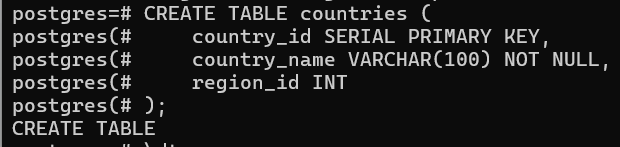 postgres=# CREATE TABLE countries (
postgres(#     country_id SERIAL PRIMARY KEY,
postgres(#     country_name VARCHAR(100) NOT NULL,
postgres(#     region_id INT
postgres(# );
CREATE TABLE